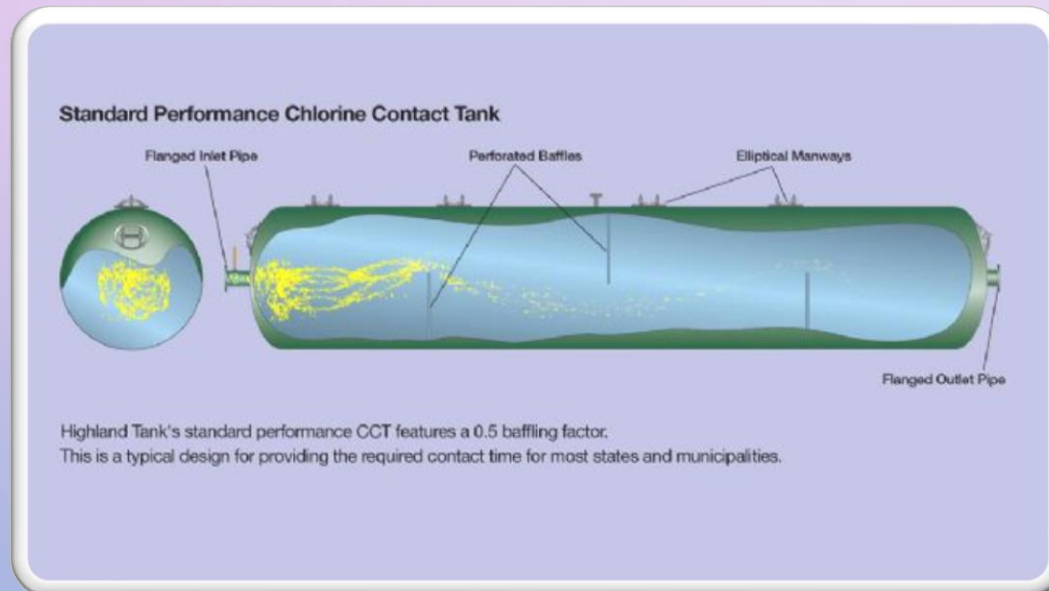 Standard Performance Chlorine Contact Tank
Flanged Inlet Pipe
Perforated Baffles
Elliptical Manways
Flanged Outlet Pipe
Highland Tank's standard performance CCT features a 0.5 baffling factor.
This is a typical design for providing the required contact time for most states and municipalities.